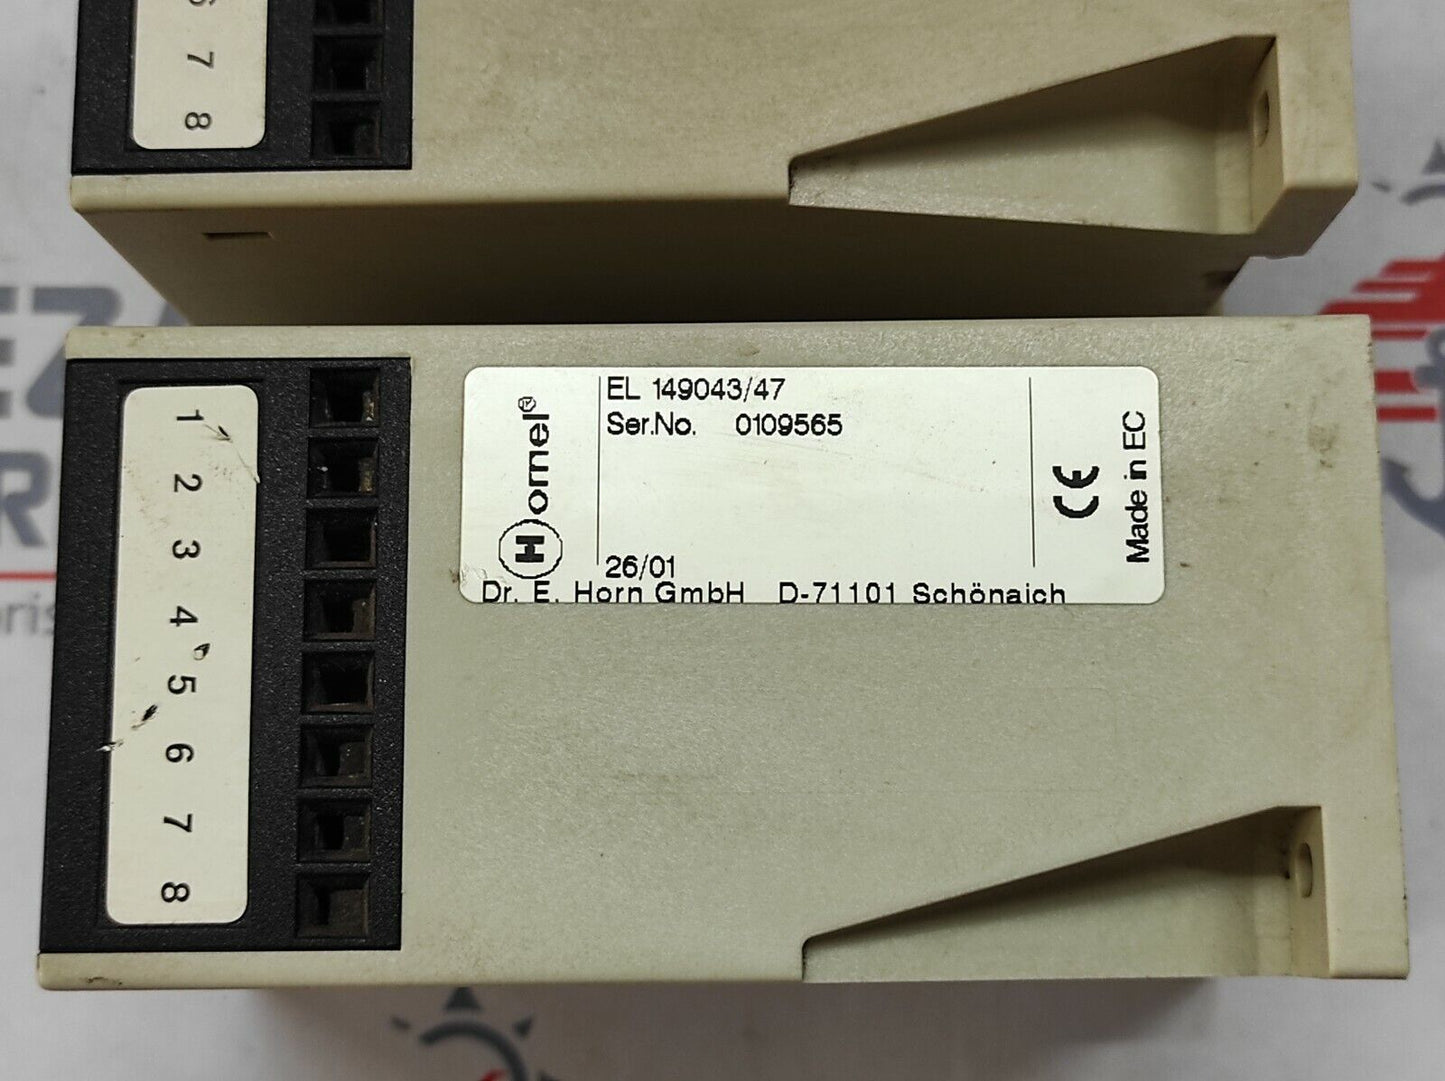 7
8
1
2
3
4
5
6
7
8
Homel®
EL 149043/47
Ser.No. 0109565
26/01
Dr. E. Horn GmbH D-71101 Schönaich
CE
Made in EC